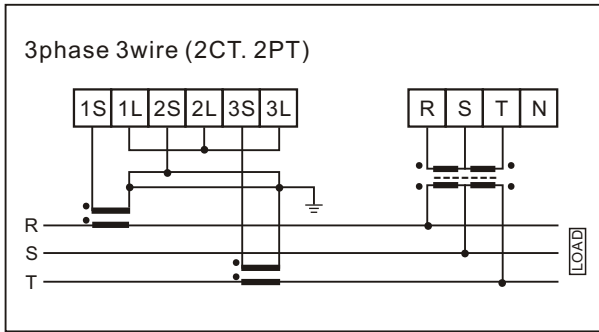 3phase 3wire (2CT. 2PT)
1S 1L 2S 2L 3S 3L
R S T N
R
S
T
LOAD